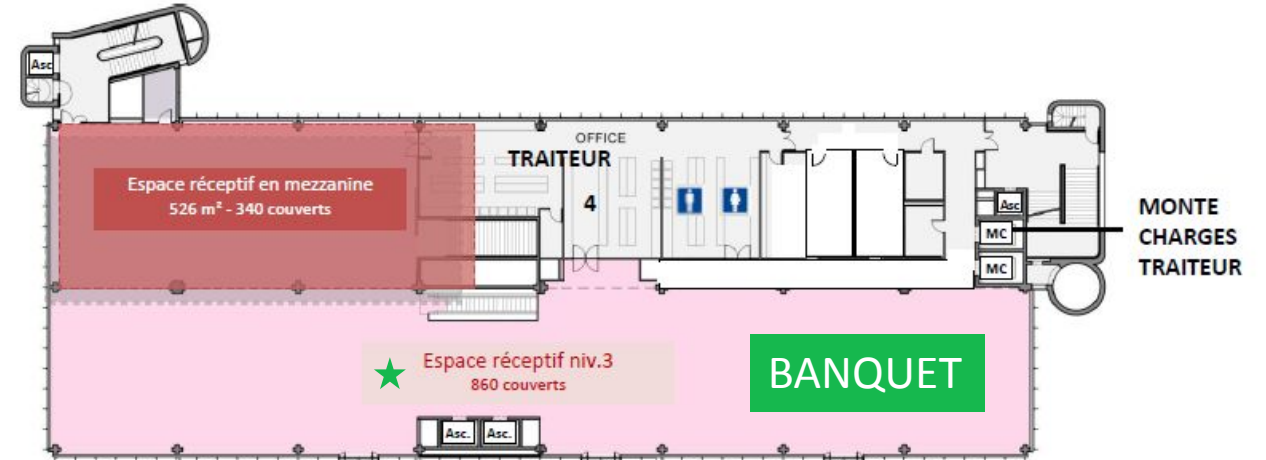 Asc
OFFICE
TRAITEUR
4
Espace réceptif en mezzanine
526 m² - 340 couverts
Asc
MC
MC
MONTE
CHARGES
TRAITEUR
Espace réceptif niv.3
860 couverts
BANQUET
Asc.
Asc.